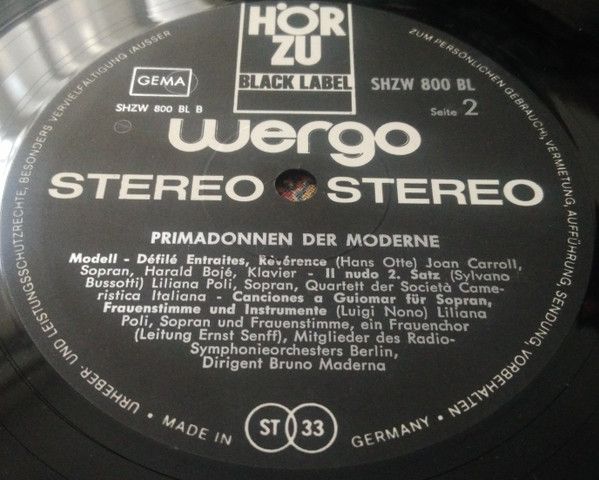 HÖR
ZU
BLACK LABEL
GEMA
SHZW 800 BL B
SHZW 800 BL
Seite 2
wergo
STEREO STEREO
PRIMADONNEN DER MODERNE
Modell - Défilé Entraites, Révérence (Hans Otte) Joan Carroll,
Sopran, Harald Bojé, Klavier - Il nudo 2. Satz (Sylvano
Bussotti) Liliana Poli, Sopran, Quartett der Società Came-
ristica Italiana - Canciones a Guiomar für Sopran,
Frauenstimme und Instrumente (Luigi Nono) Liliana
Poli, Sopran und Frauenstimme, ein Frauenchor
(Leitung Ernst Senff), Mitglieder des Radio-
Symphonieorchesters Berlin,
Dirigent Bruno Maderna
URHEBER- UND LEISTUNGSSCHUTZRECHTE, BESONDERS VERVIELFÄLTIGUNG (AUSSER
ZUM PERSÖNLICHEN GEBRAUCH), VERMIETUNG, AUFFÜHRUNG, SENDUNG, VORBEHALTEN
• MADE IN GERMANY •
ST 33